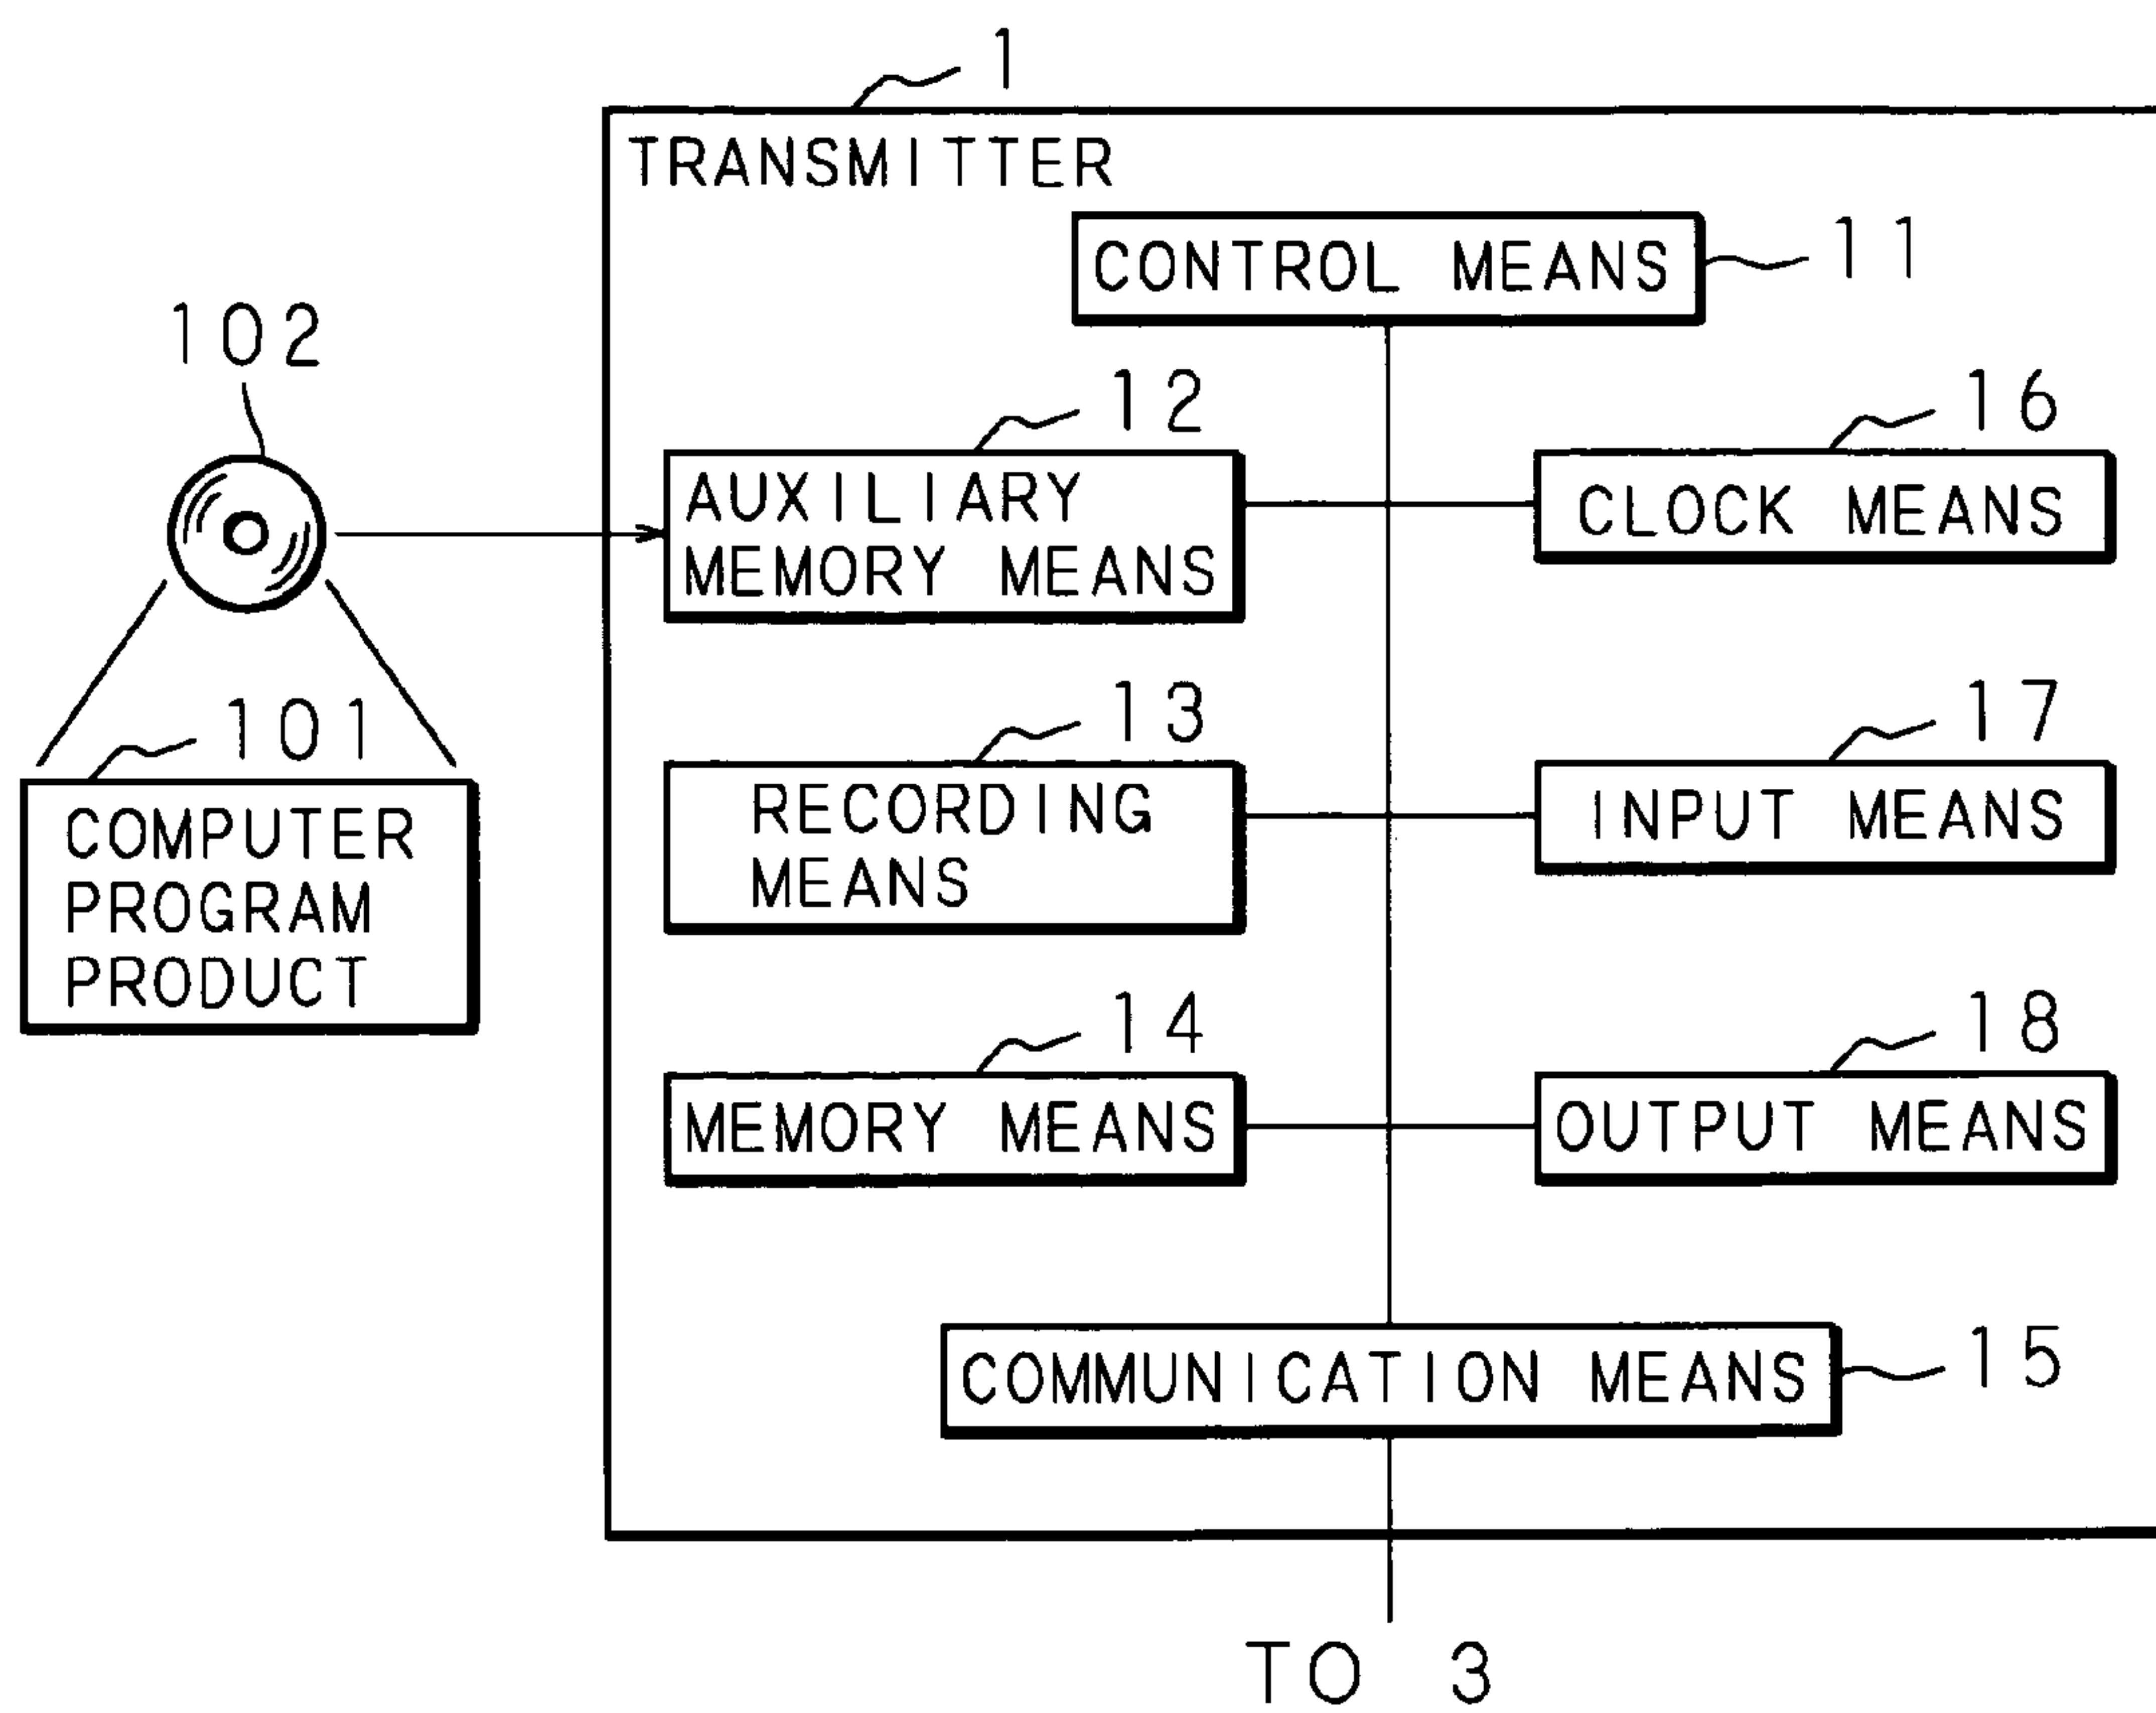 1
TRANSMITTER
CONTROL MEANS
11
102
12
16
AUXILIARY
MEMORY MEANS
CLOCK MEANS
101
13
17
COMPUTER
PROGRAM
PRODUCT
RECORDING
MEANS
INPUT MEANS
14
18
MEMORY MEANS
OUTPUT MEANS
COMMUNICATION MEANS
15
TO 3